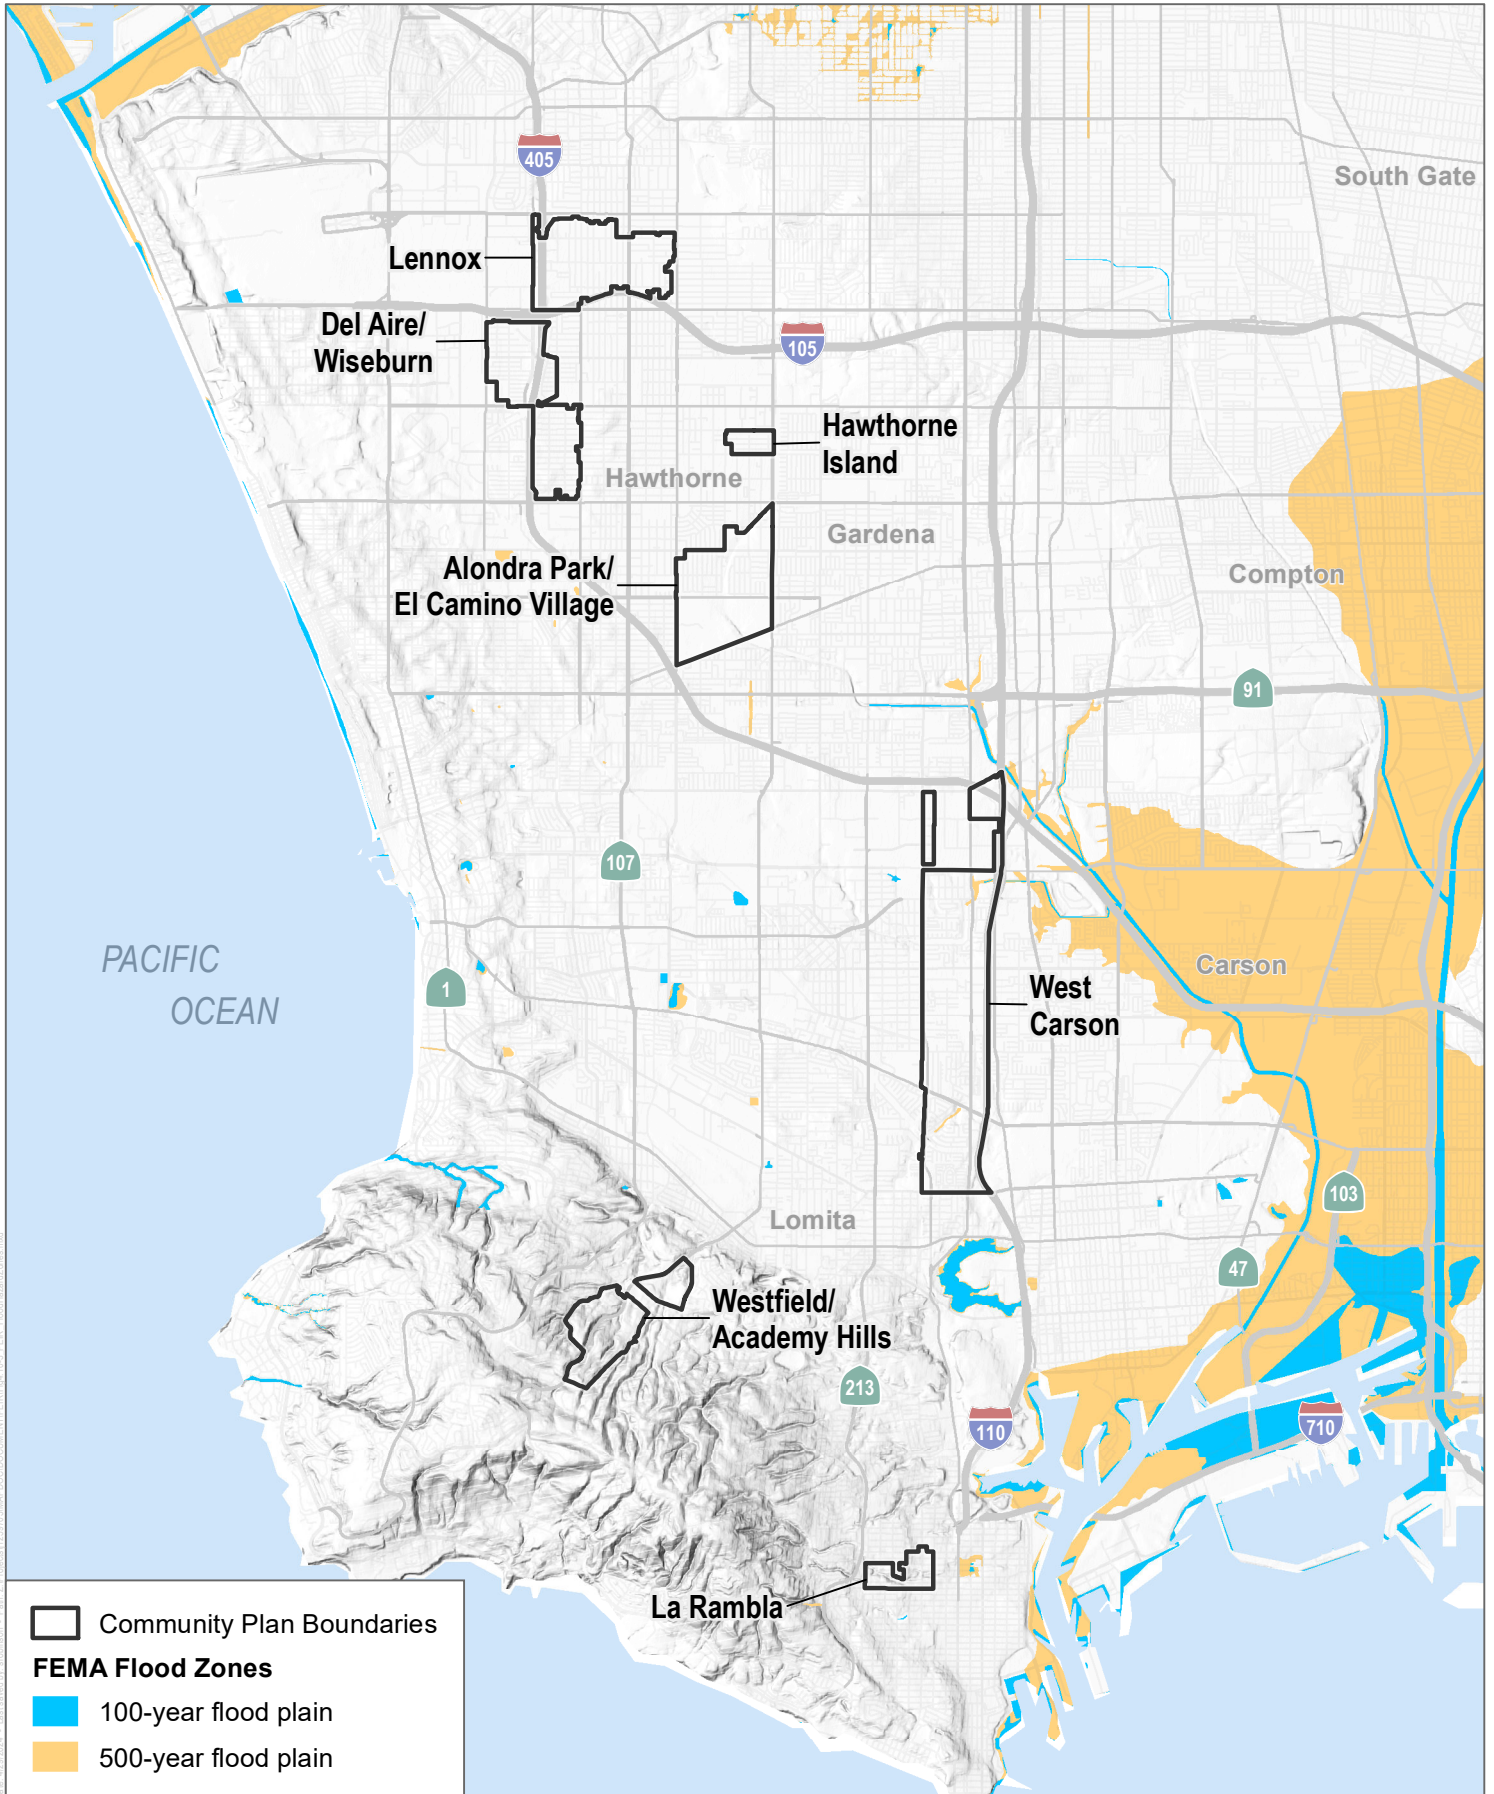 405
South Gate
Lennox
Del Aire/
Wiseburn
105
Hawthorne
Island
Hawthorne
Gardena
Alondra Park/
El Camino Village
Compton
91
107
PACIFIC
OCEAN
1
Carson
West
Carson
103
Lomita
47
Westfield/
Academy Hills
213
110
710
La Rambla
Community Plan Boundaries
FEMA Flood Zones
100-year flood plain
500-year flood plain